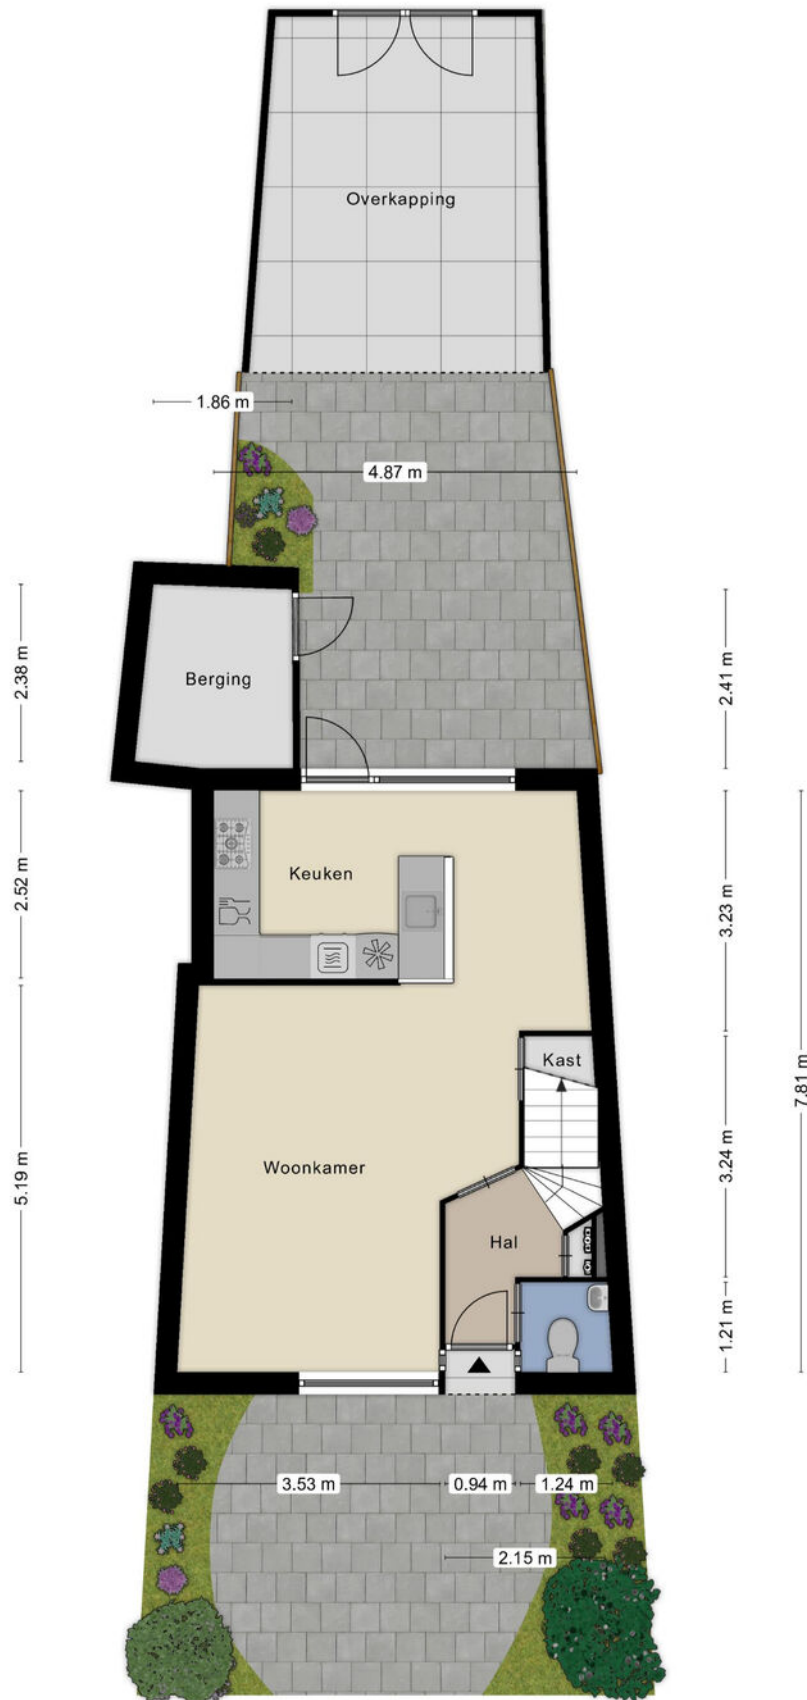 Overkapping
1.86 m
4.87 m
2.38 m
Berging
2.41 m
2.52 m
Keuken
3.23 m
Kast
7.81 m
5.19 m
Woonkamer
3.24 m
Hal
1.21 m
3.53 m
0.94 m
1.24 m
2.15 m